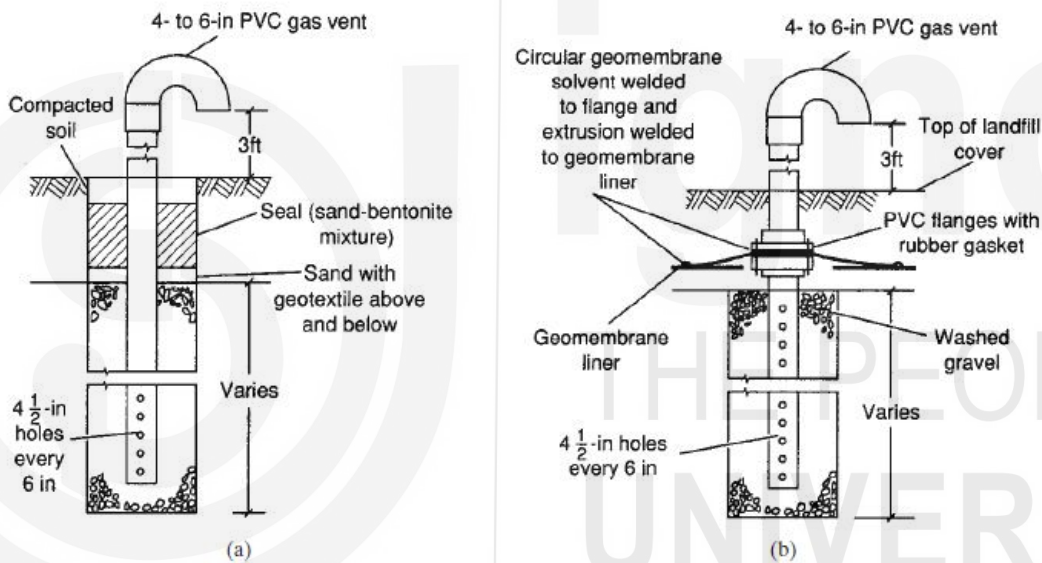 4- to 6-in PVC gas vent
Compacted
soil
3ft
Seal (sand-bentonite
mixture)
Sand with
geotextile above
and below
Varies
4 1/2-in
holes
every
6 in
(a)
4- to 6-in PVC gas vent
Circular geomembrane
solvent welded
to flange and
extrusion welded
to geomembrane
liner
3ft
Top of landfill
cover
PVC flanges with
rubber gasket
Geomembrane
liner
Washed
gravel
Varies
4 1/2-in holes
every 6 in
(b)
THE PEO
UNIVER